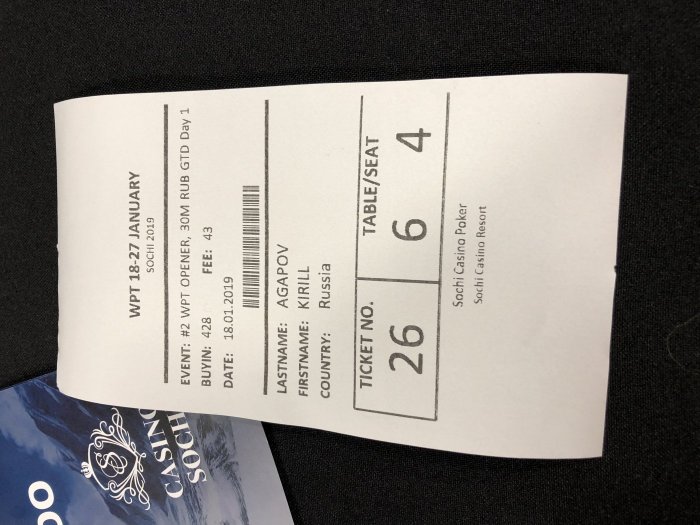 WPT 18-27 JANUARY
SOCHI 2019
EVENT: #2 WPT OPENER, 30M RUB GTD Day 1
BUYIN: 428 FEE: 43
DATE: 18.01.2019
LASTNAME: AGAPOV
FIRSTNAME: KIRILL
COUNTRY: Russia
TICKET NO. TABLE/SEAT
26 6 4
Sochi Casino Poker
Sochi Casino Resort
CASINO
SOCHI